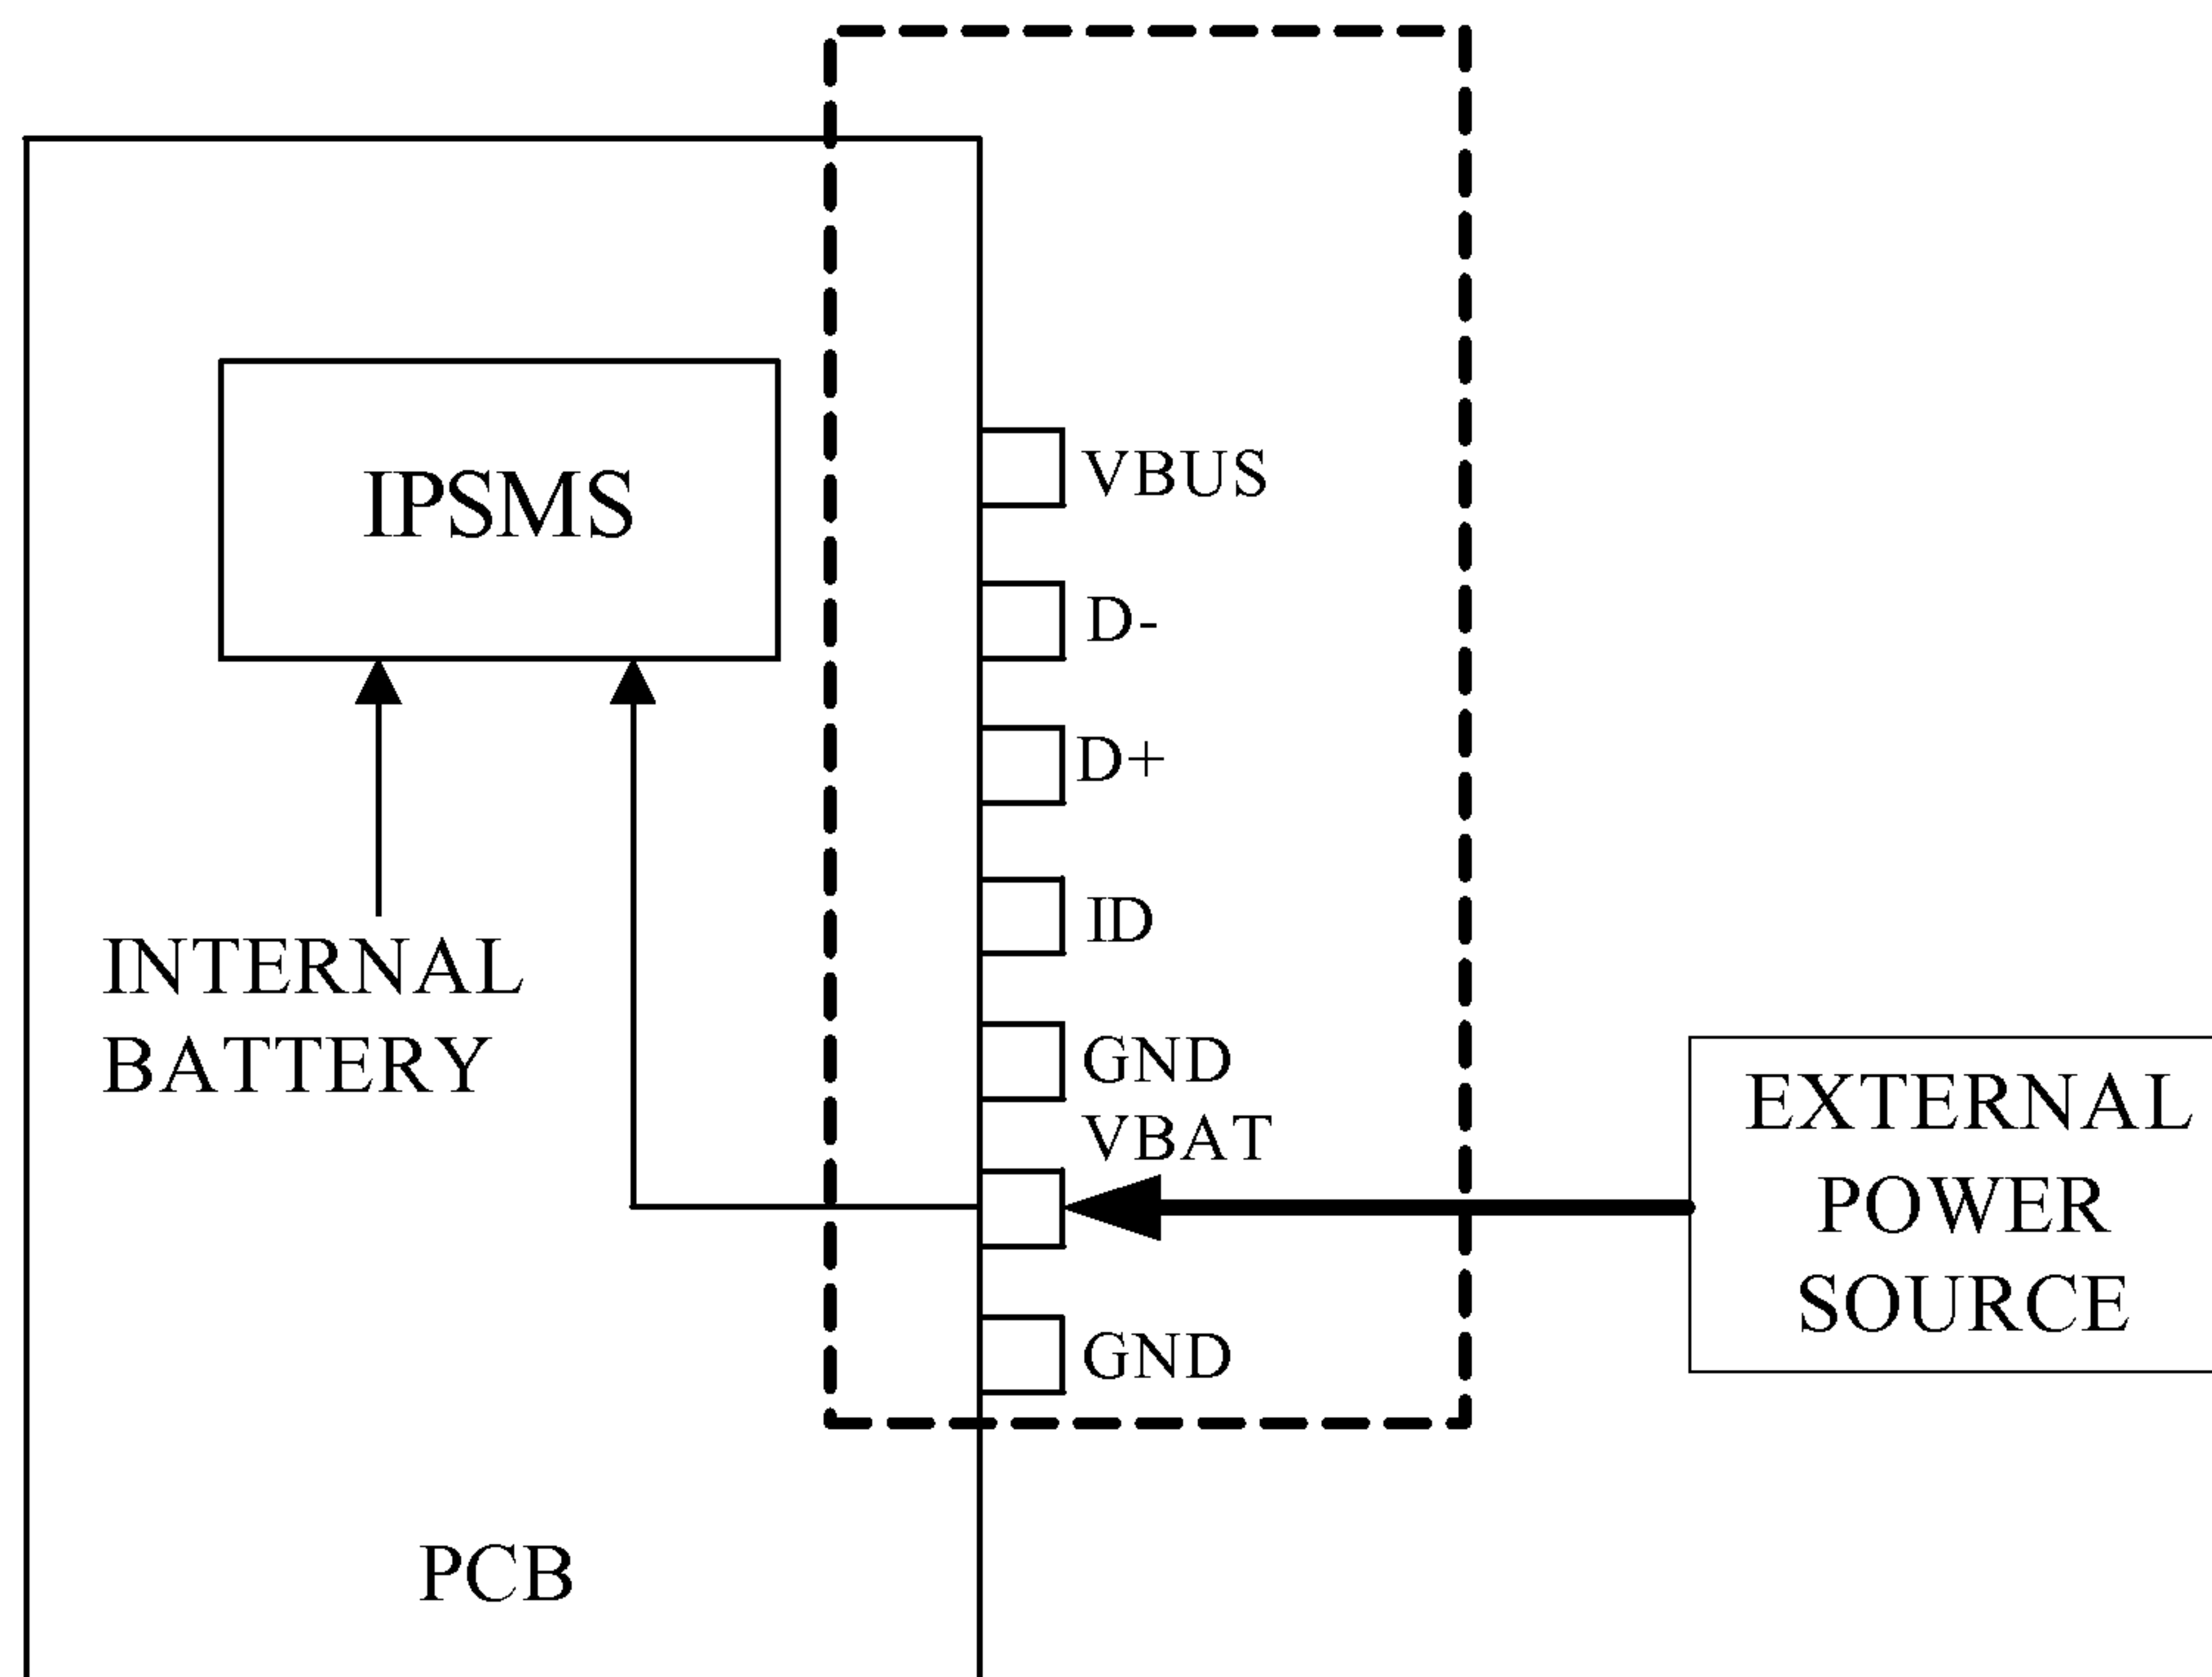 IPSMS
VBUS
D-
D+
ID
GND
VBAT
GND
INTERNAL
BATTERY
EXTERNAL
POWER
SOURCE
PCB